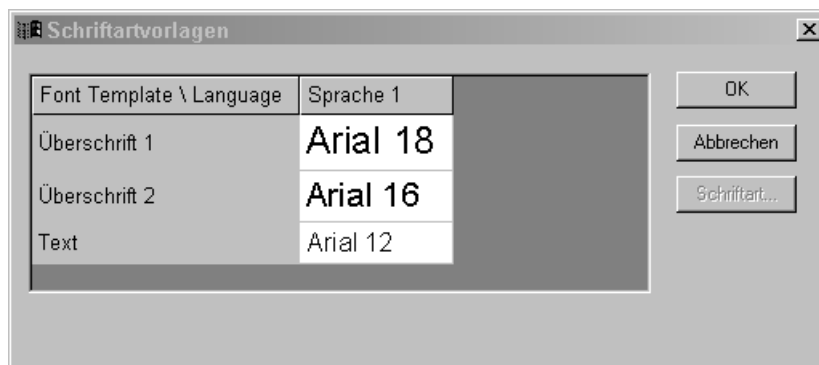 Schriftartvorlagen
Font Template \ Language Sprache 1
Überschrift 1 Arial 18
Überschrift 2 Arial 16
Text Arial 12
OK
Abbrechen
Schriftart...